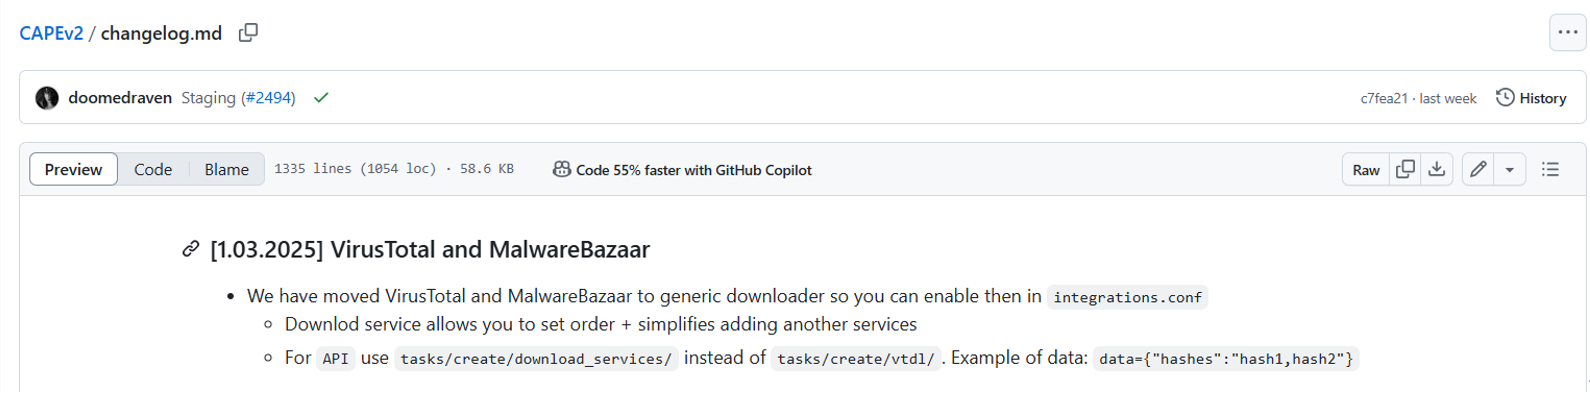 CAPEv2 / changelog.md
doomedraven Staging (#2494)
c7fea21 · last week History
Preview Code Blame 1335 lines (1054 loc) · 58.6 KB Code 55% faster with GitHub Copilot Raw
[1.03.2025] VirusTotal and MalwareBazaar
• We have moved VirusTotal and MalwareBazaar to generic downloader so you can enable then in integrations.conf
◦ Downlod service allows you to set order + simplifies adding another services
◦ For API use tasks/create/download_services/ instead of tasks/create/vtdl/. Example of data: data={"hashes":"hash1,hash2"}